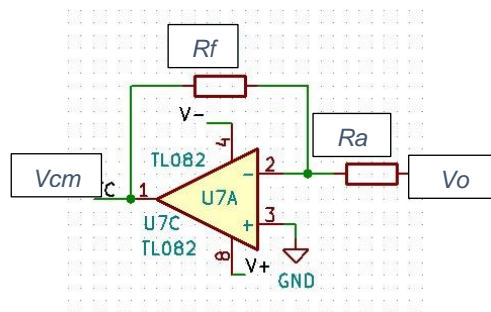 Rf
V-
4
TL082
Ra
Vcm
C
1
U7A
2
-
Vo
U7C
TL082
+
3
8
V+
GND